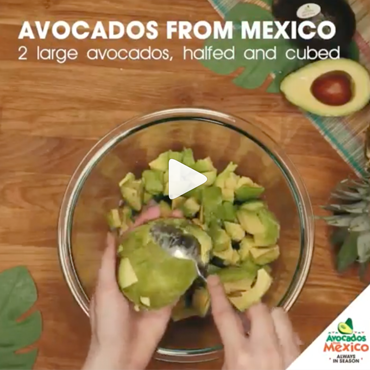 AVOCADOS FROM MEXICO
2 large avocados, halfed and cubed
Avocados
FROM
Mexico
ALWAYS
IN SEASON